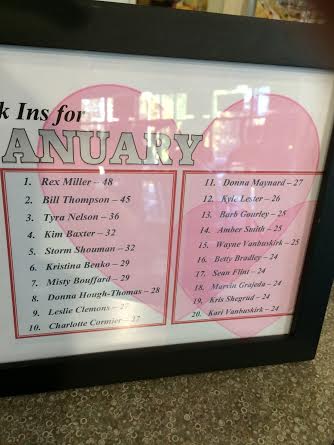 k Ins for
ANUARY
1. Rex Miller – 48
2. Bill Thompson – 45
3. Tyra Nelson – 36
4. Kim Baxter – 32
5. Storm Shouman – 32
6. Kristina Benko – 29
7. Misty Bouffard – 29
8. Donna Hough-Thomas – 28
9. Leslie Clemons – 27
10. Charlotte Cormier – 27
11. Donna Maynard – 27
12. Kyle Lester – 26
13. Barb Gourley – 25
14. Amber Smith – 25
15. Wayne Vanbuskirk – 25
16. Betty Bradley – 24
17. Sean Flint – 24
18. Marvin Grajeda – 24
19. Kris Shegrud – 24
20. Kari Vanbuskirk – 24